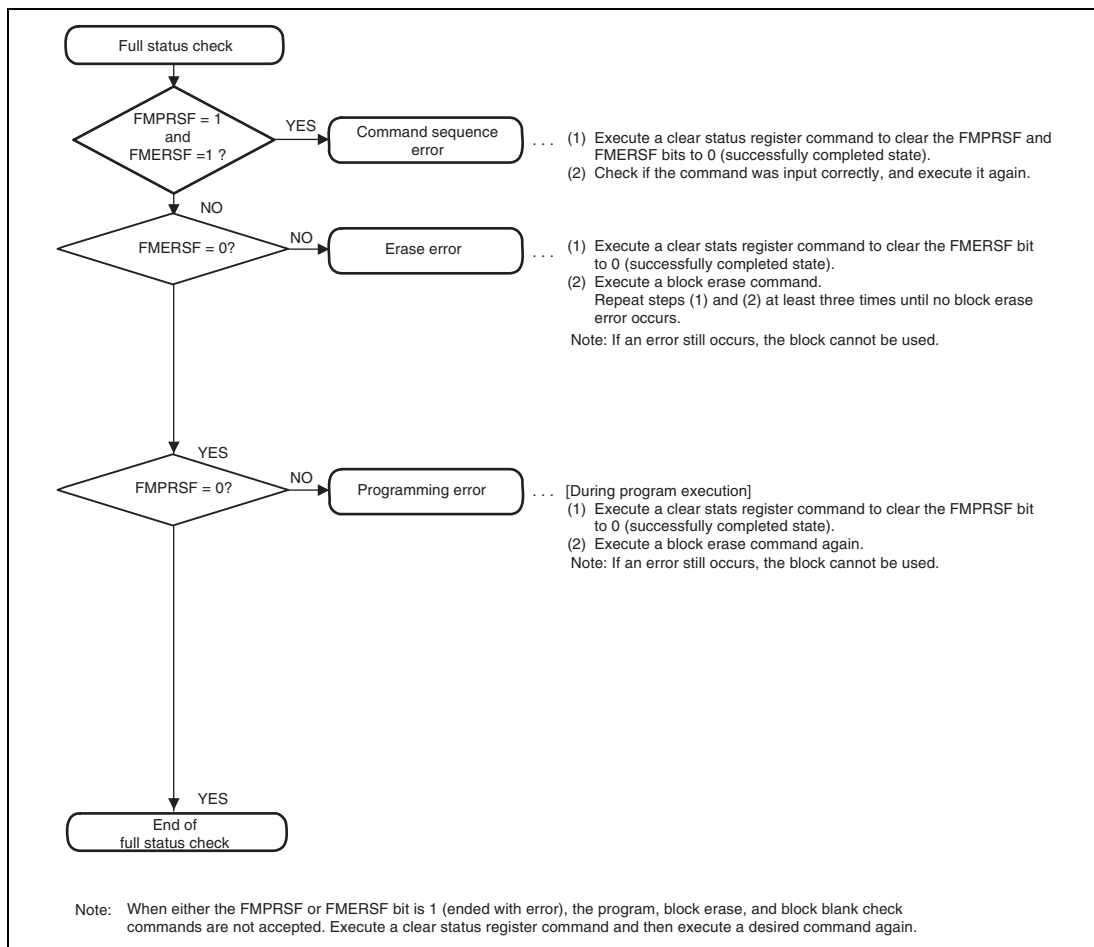 Full status check
FMPRSF = 1
and
FMERSF =1 ?
YES
Command sequence
error
. . . (1) Execute a clear status register command to clear the FMPRSF and
FMERSF bits to 0 (successfully completed state).
(2) Check if the command was input correctly, and execute it again.
NO
FMERSF = 0?
NO
Erase error
. . . (1) Execute a clear stats register command to clear the FMERSF bit
to 0 (successfully completed state).
(2) Execute a block erase command.
Repeat steps (1) and (2) at least three times until no block erase
error occurs.
Note: If an error still occurs, the block cannot be used.
YES
FMPRSF = 0?
NO
Programming error
. . . [During program execution]
(1) Execute a clear stats register command to clear the FMPRSF bit
to 0 (successfully completed state).
(2) Execute a block erase command again.
Note: If an error still occurs, the block cannot be used.
YES
End of
full status check
Note: When either the FMPRSF or FMERSF bit is 1 (ended with error), the program, block erase, and block blank check
commands are not accepted. Execute a clear status register command and then execute a desired command again.